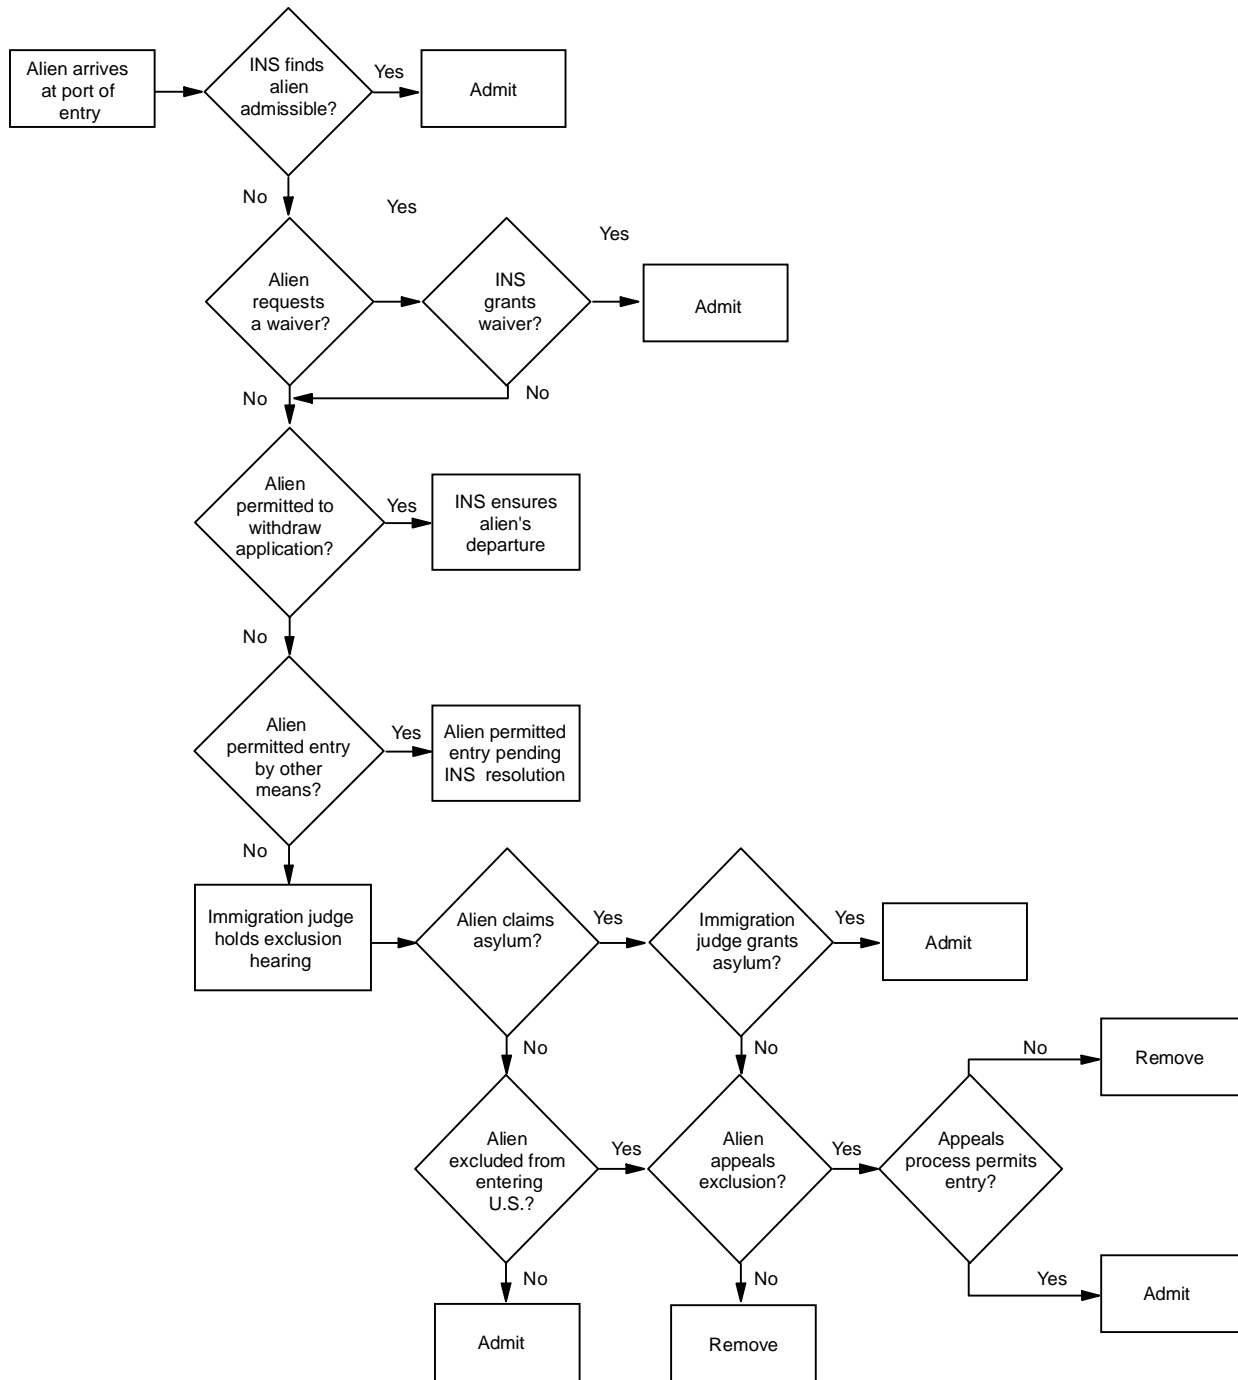 Alien arrives
at port of
entry
INS finds
alien
admissible?
Yes
Admit
No
Yes
Alien
requests
a waiver?
INS
grants
waiver?
Yes
Admit
No
No
Alien
permitted to
withdraw
application?
Yes
INS ensures
alien's
departure
No
Alien
permitted entry
by other
means?
Yes
Alien permitted
entry pending
INS resolution
No
Immigration judge
holds exclusion
hearing
Alien claims
asylum?
Yes
Immigration
judge grants
asylum?
Yes
Admit
No
No
Alien
excluded from
entering
U.S.?
Yes
Alien
appeals
exclusion?
Yes
Appeals
process permits
entry?
No
Remove
Yes
Admit
No
Admit
No
Remove